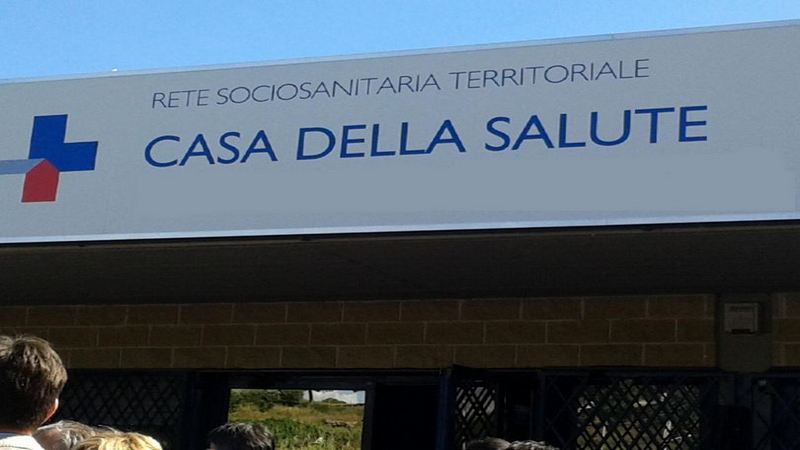 RETE SOCIOSANITARIA TERRITORIALE
CASA DELLA SALUTE